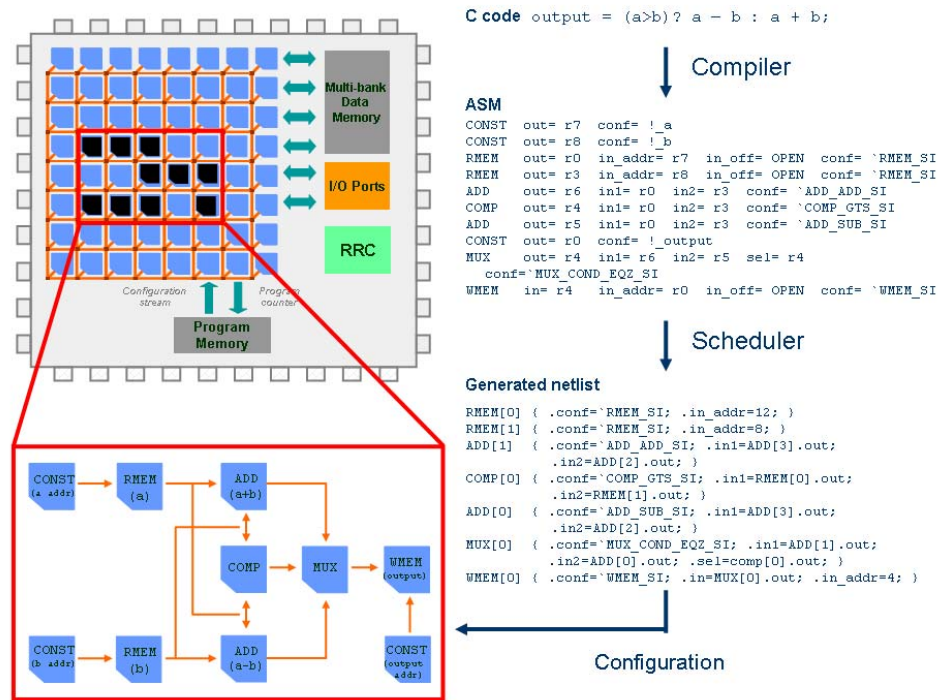 C code output = (a>b)? a - b : a + b;
Compiler
ASM
CONST out= r7 conf= !_a
CONST out= r8 conf= !_b
RMEM out= r0 in_addr= r7 in_off= OPEN conf= `RMEM_SI
RMEM out= r3 in_addr= r8 in_off= OPEN conf= `RMEM_SI
ADD out= r6 in1= r0 in2= r3 conf= `ADD_ADD_SI
COMP out= r4 in1= r0 in2= r3 conf= `COMP_GTS_SI
ADD out= r5 in1= r0 in2= r3 conf= `ADD_SUB_SI
CONST out= r0 conf= !_output
MUX out= r4 in1= r6 in2= r5 sel= r4
conf=`MUX_COND_EQZ_SI
WMEM in= r4 in_addr= r0 in_off= OPEN conf= `WMEM_SI
Scheduler
Generated netlist
RMEM[0] { .conf=`RMEM_SI; .in_addr=12; }
RMEM[1] { .conf=`RMEM_SI; .in_addr=8; }
ADD[1] { .conf=`ADD_ADD_SI; .in1=ADD[3].out;
.in2=ADD[2].out; }
COMP[0] { .conf=`COMP_GTS_SI; .in1=RMEM[0].out;
.in2=RMEM[1].out; }
ADD[0] { .conf=`ADD_SUB_SI; .in1=ADD[3].out;
.in2=ADD[2].out; }
MUX[0] { .conf=`MUX_COND_EQZ_SI; .in1=ADD[1].out;
.in2=ADD[0].out; .sel=comp[0].out; }
WMEM[0] { .conf=`WMEM_SI; .in=MUX[0].out; .in_addr=4; }
Configuration
Multi-bank
Data
Memory
I/O Ports
RRC
Configuration
stream
Program
counter
Program
Memory
CONST
(a addr)
RMEM
(a)
ADD
(a+b)
COMP
MUX
WMEM
(output)
CONST
(b addr)
RMEM
(b)
ADD
(a-b)
CONST
(output
addr)